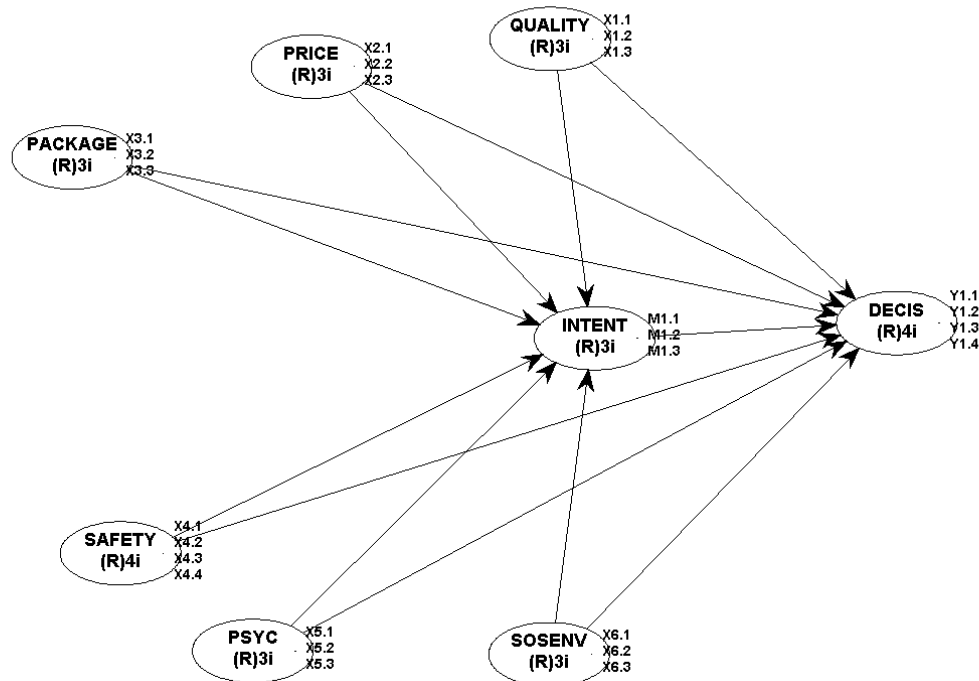 QUALITY
(R)3i
X1.1
X1.2
X1.3
PRICE
(R)3i
X2.1
X2.2
X2.3
PACKAGE
(R)3i
X3.1
X3.2
X3.3
INTENT
(R)3i
M1.1
M1.2
M1.3
DECIS
(R)4i
Y1.1
Y1.2
Y1.3
Y1.4
SAFETY
(R)4i
X4.1
X4.2
X4.3
X4.4
PSYC
(R)3i
X5.1
X5.2
X5.3
SOSENV
(R)3i
X6.1
X6.2
X6.3